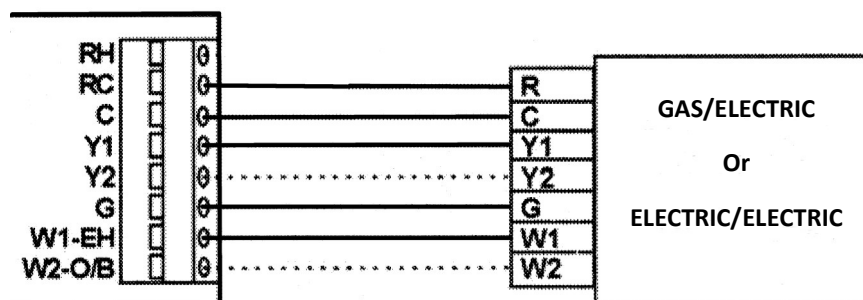 RH
RC
C
Y1
Y2
G
W1-EH
W2-O/B
R
C
Y1
Y2
G
W1
W2
GAS/ELECTRIC
Or
ELECTRIC/ELECTRIC